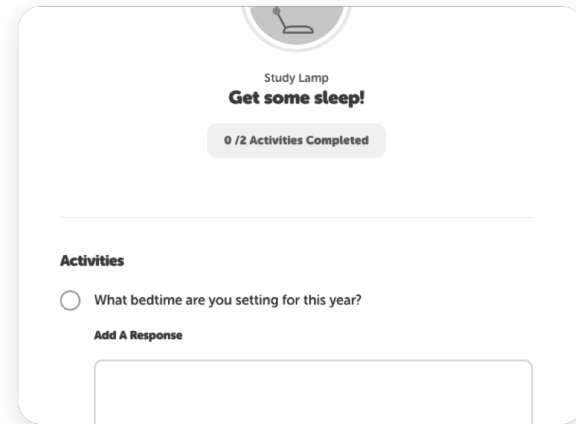 Study Lamp
Get some sleep!
0 /2 Activities Completed
Activities
What bedtime are you setting for this year?
Add A Response